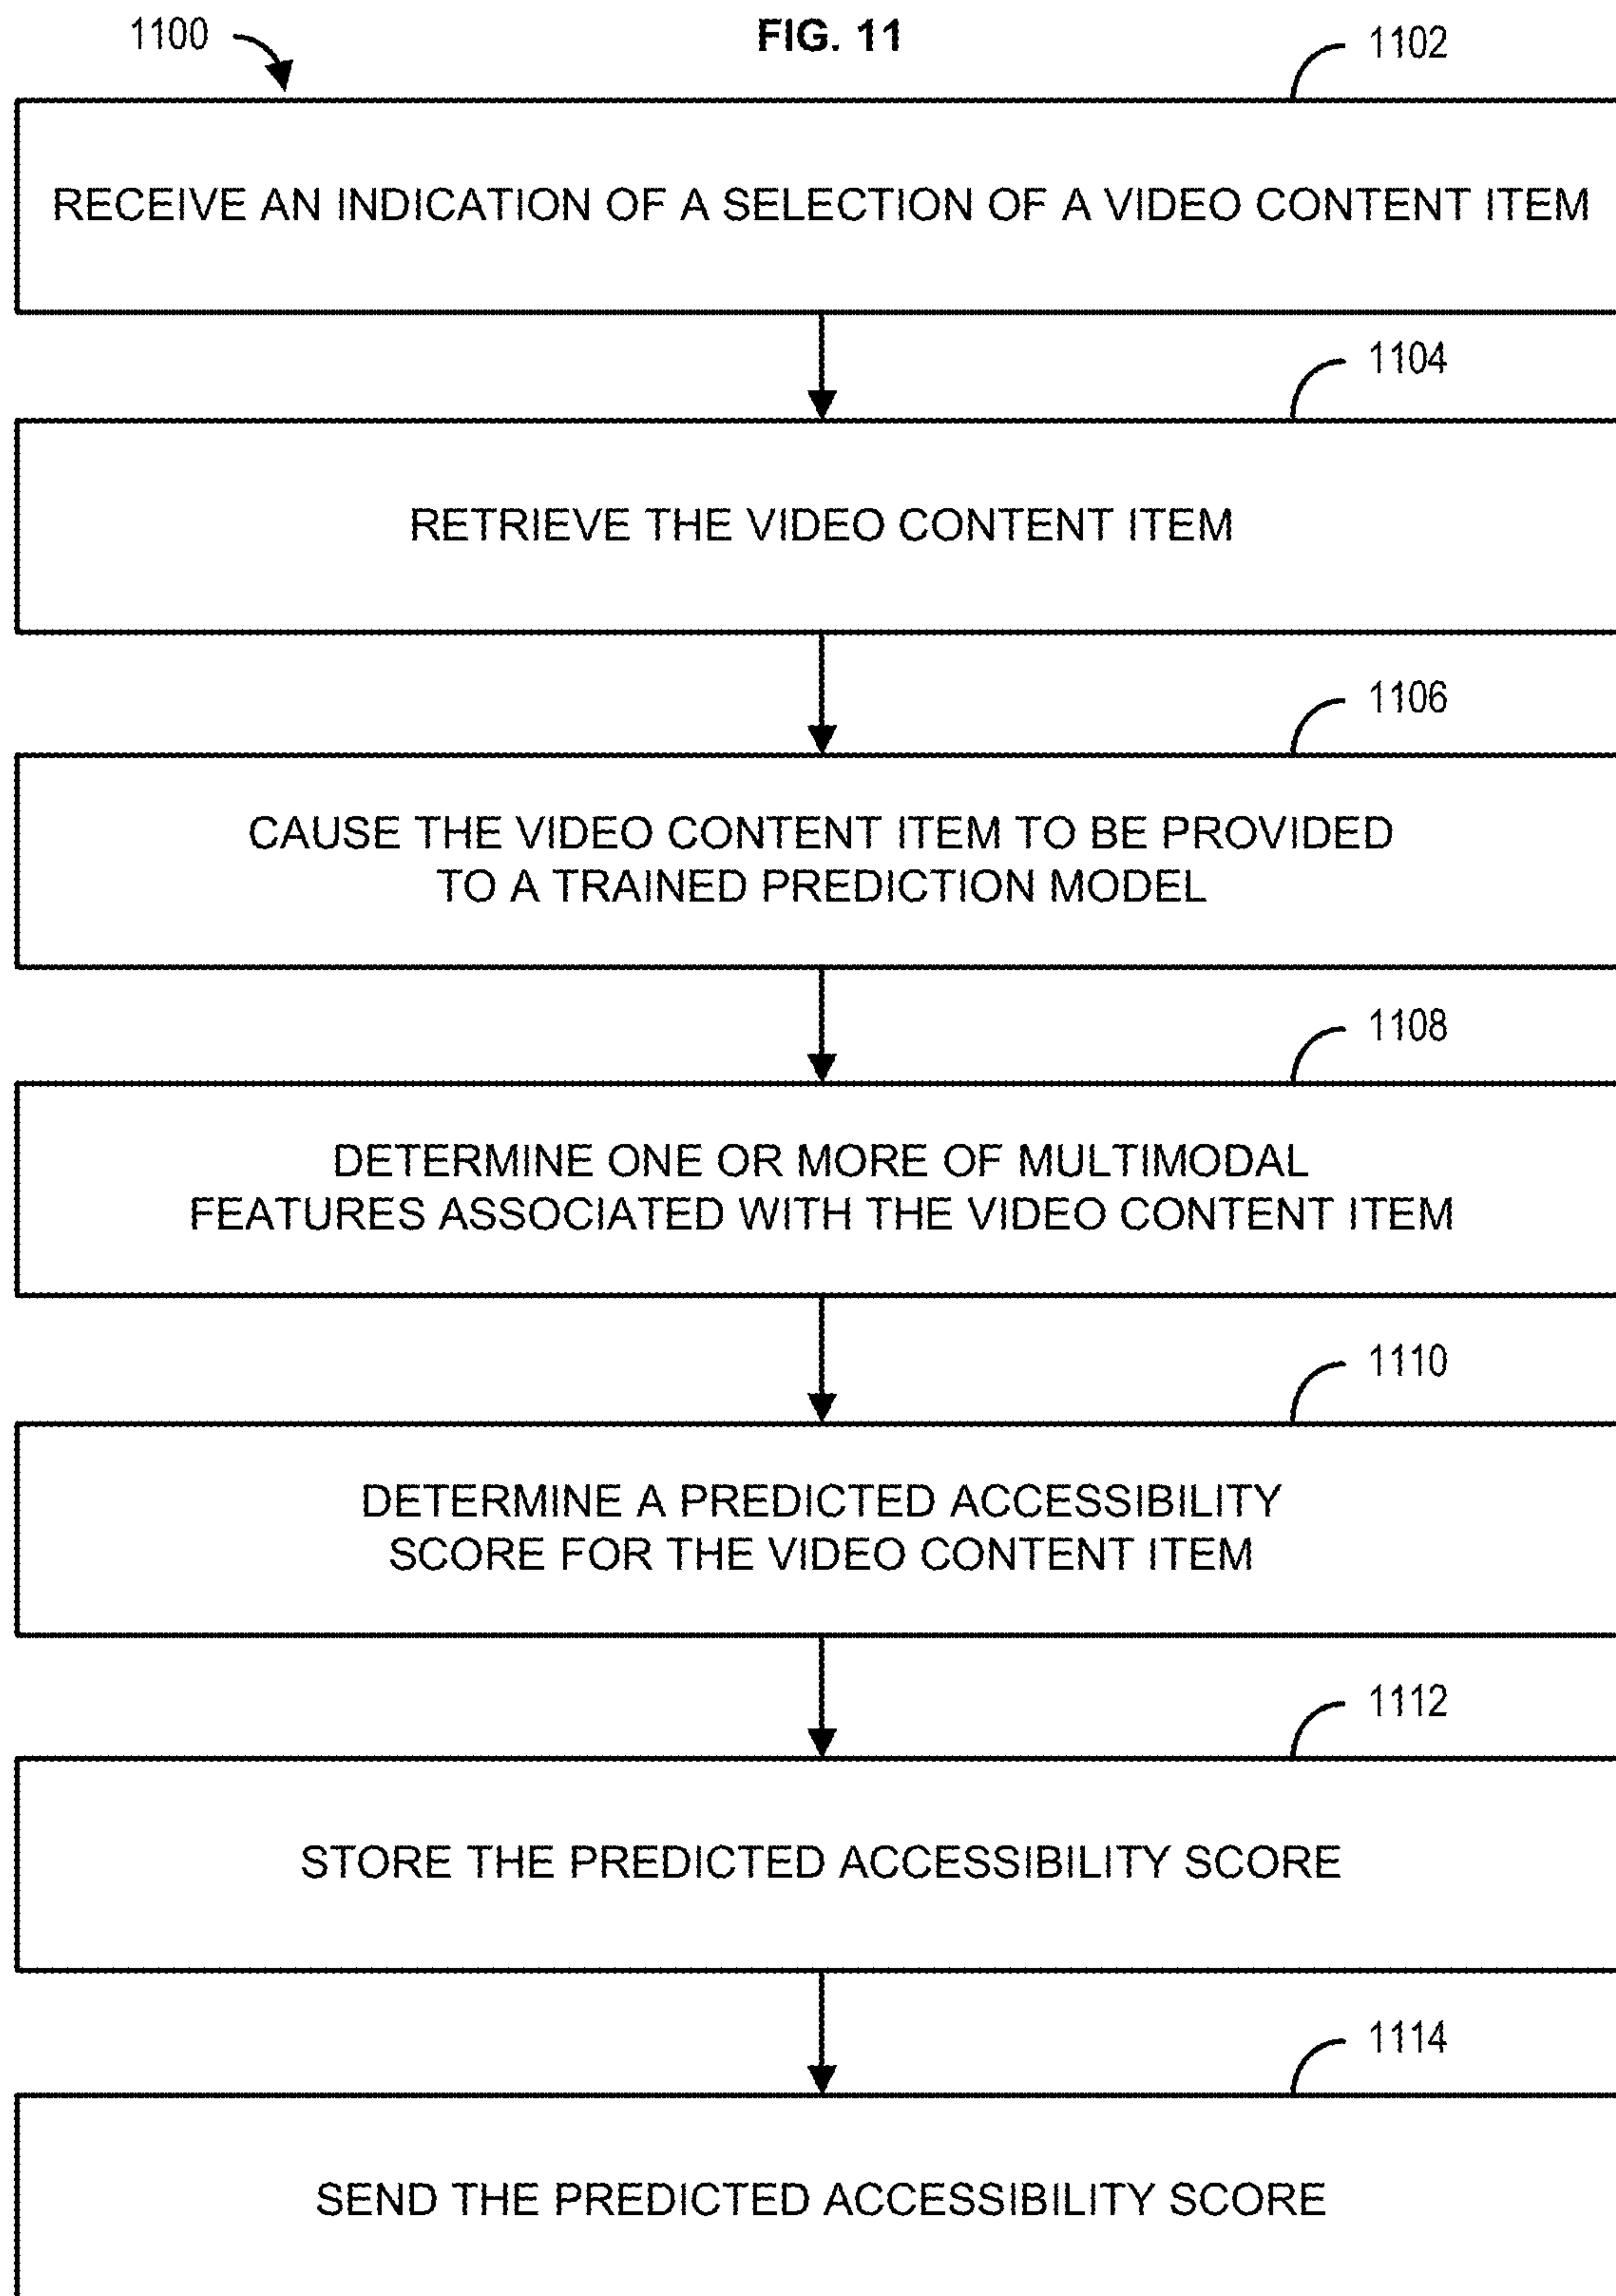 1100
FIG. 11
1102
RECEIVE AN INDICATION OF A SELECTION OF A VIDEO CONTENT ITEM
1104
RETRIEVE THE VIDEO CONTENT ITEM
1106
CAUSE THE VIDEO CONTENT ITEM TO BE PROVIDED
TO A TRAINED PREDICTION MODEL
1108
DETERMINE ONE OR MORE OF MULTIMODAL
FEATURES ASSOCIATED WITH THE VIDEO CONTENT ITEM
1110
DETERMINE A PREDICTED ACCESSIBILITY
SCORE FOR THE VIDEO CONTENT ITEM
1112
STORE THE PREDICTED ACCESSIBILITY SCORE
1114
SEND THE PREDICTED ACCESSIBILITY SCORE